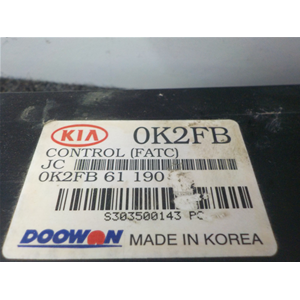 KIA 0K2FB
CONTROL (FATC)
JC
0K2FB 61 190
S303500143 PC
DOOWON MADE IN KOREA